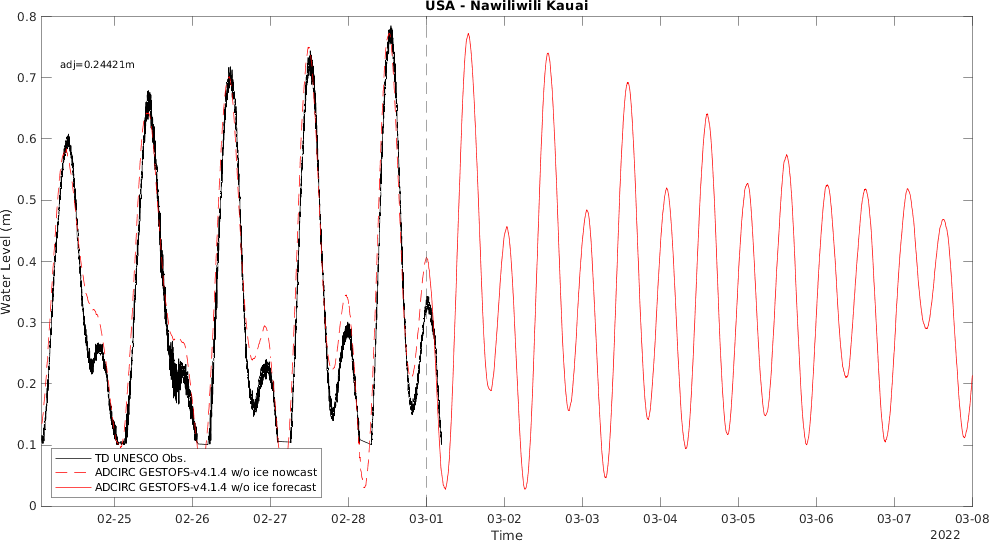 USA - Nawiliwili Kauai
0.8
adj=0.24421m
0.7
0.6
0.5
0.4
0.3
0.2
0.1
0
Water Level (m)
TD UNESCO Obs.
ADCIRC GESTOFS-v4.1.4 w/o ice nowcast
ADCIRC GESTOFS-v4.1.4 w/o ice forecast
02-25 02-26 02-27 02-28 03-01 03-02 03-03 03-04 03-05 03-06 03-07 03-08
Time
2022